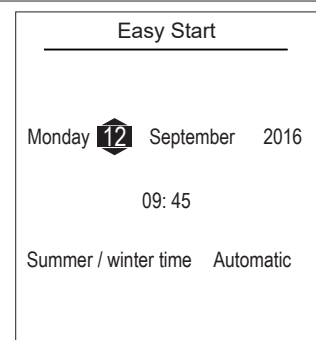 Easy Start
Monday 12 September 2016
09: 45
Summer / winter time Automatic